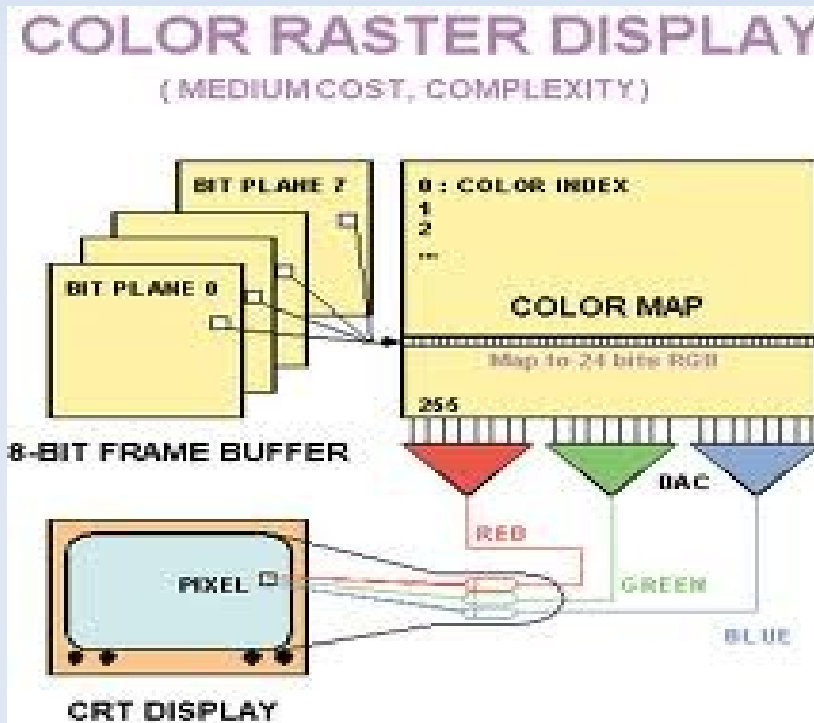 COLOR RASTER DISPLAY
( MEDIUM COST, COMPLEXITY )
BIT PLANE 7
BIT PLANE 0
8-BIT FRAME BUFFER
0 : COLOR INDEX
1
2
...
COLOR MAP
Map to 24 bits RGB
255
DAC
RED
GREEN
BLUE
PIXEL
CRT DISPLAY